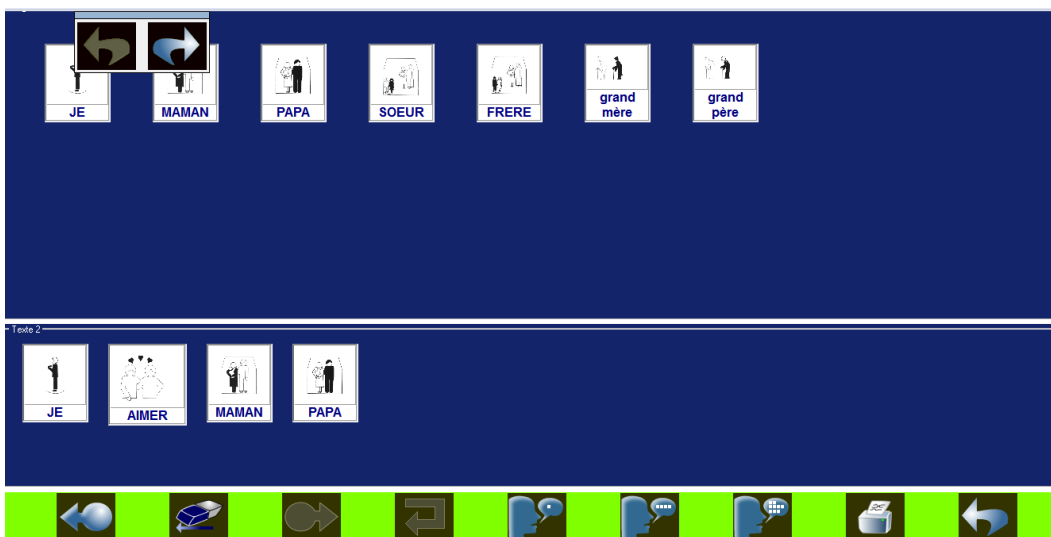 JE
MAMAN
PAPA
SOEUR
FRERE
grand
mère
grand
père
Texte 2
JE
AIMER
MAMAN
PAPA